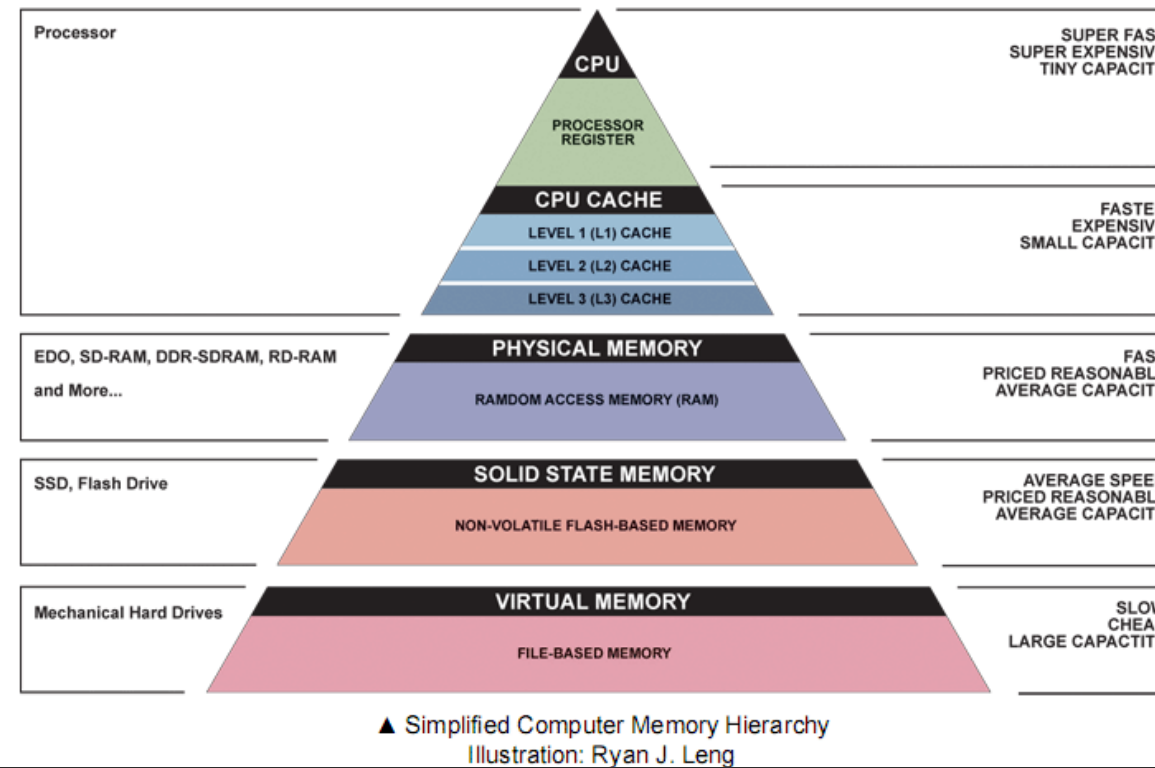 Processor
CPU
SUPER FAS
SUPER EXPENSIV
TINY CAPACIT
PROCESSOR
REGISTER
CPU CACHE
LEVEL 1 (L1) CACHE
LEVEL 2 (L2) CACHE
LEVEL 3 (L3) CACHE
FASTE
EXPENSIV
SMALL CAPACIT
EDO, SD-RAM, DDR-SDRAM, RD-RAM
and More...
PHYSICAL MEMORY
RAMDOM ACCESS MEMORY (RAM)
FAS
PRICED REASONABL
AVERAGE CAPACIT
SSD, Flash Drive
SOLID STATE MEMORY
NON-VOLATILE FLASH-BASED MEMORY
AVERAGE SPEE
PRICED REASONABL
AVERAGE CAPACIT
Mechanical Hard Drives
VIRTUAL MEMORY
FILE-BASED MEMORY
SLOW
CHEA
LARGE CAPACTIT
▲ Simplified Computer Memory Hierarchy
Illustration: Ryan J. Leng